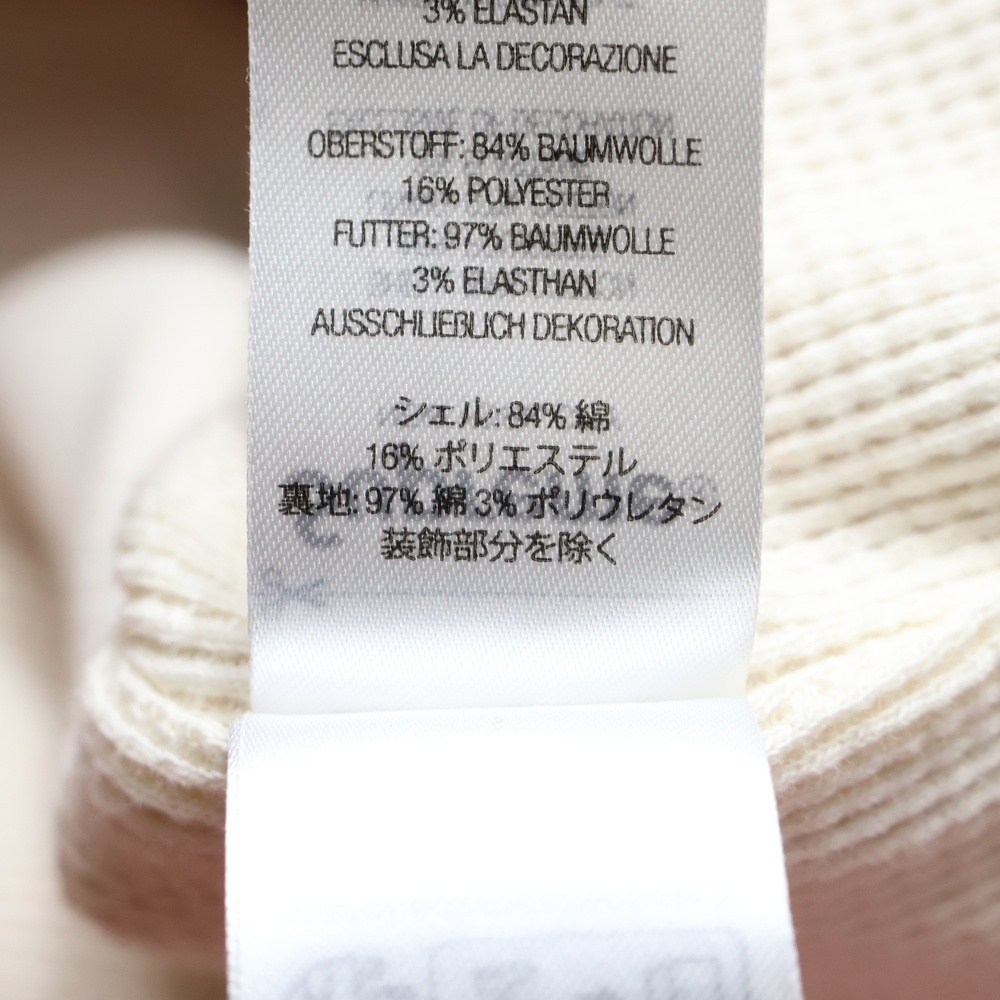 3% ELASTAN
ESCLUSA LA DECORAZIONE
OBERSTOFF: 84% BAUMWOLLE
16% POLYESTER
FUTTER: 97% BAUMWOLLE
3% ELASTHAN
AUSSCHLIEßLICH DEKORATION
シェル: 84% 綿
16% ポリエステル
裏地: 97% 綿 3% ポリウレタン
装飾部分を除く